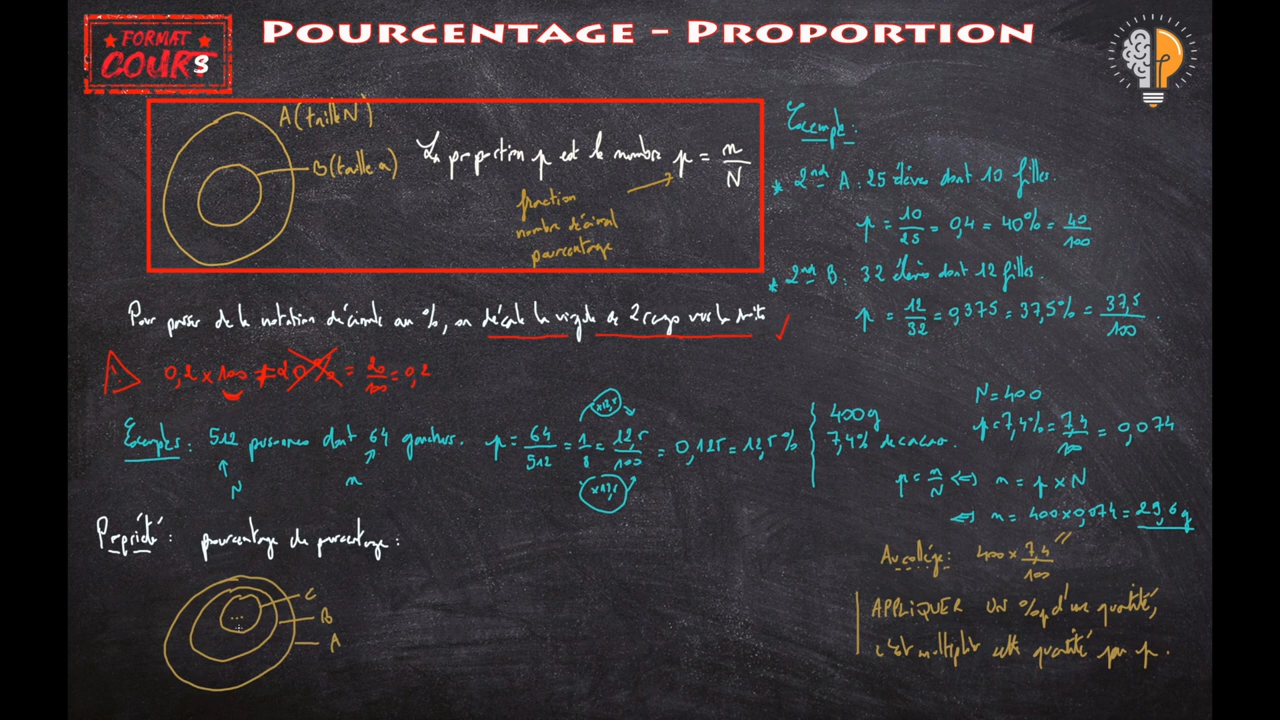 FORMAT
COURS
POURCENTAGE - PROPORTION
A (taille N)
B (taille n)
La proportion p est le nombre p = n/N
fraction
nombre décimal
pourcentage
Exemple :
* 2nd A : 25 élèves dont 10 filles.
p = 10/25 = 0,4 = 40% = 40/100
* 2nd B : 32 élèves dont 12 filles.
p = 12/32 = 0,375 = 37,5% = 37,5/100.
Pour passer de la notation décimale au %, on décale la virgule de 2 rangs vers la droite
! 0,2 × 100 ≠ 20% = 20/100 = 0,2
Exemples : 512 personnes dont 64 gauchers.
N
n
×12,5
p = 64/512 = 1/8 = 12,5/100 = 0,125 = 12,5%
×12,5
400g
7,4% de cacao.
N = 400
p = 7,4% = 7,4/100 = 0,074
p = n/N <=> n = p × N
<=> n = 400 × 0,074 = 29,6g
Au collège : 400 × 7,4/100 "
APPLIQUER UN % p d'une quantité,
c'est multiplier cette quantité par p.
Propriété : pourcentage de pourcentage :
C
B
A